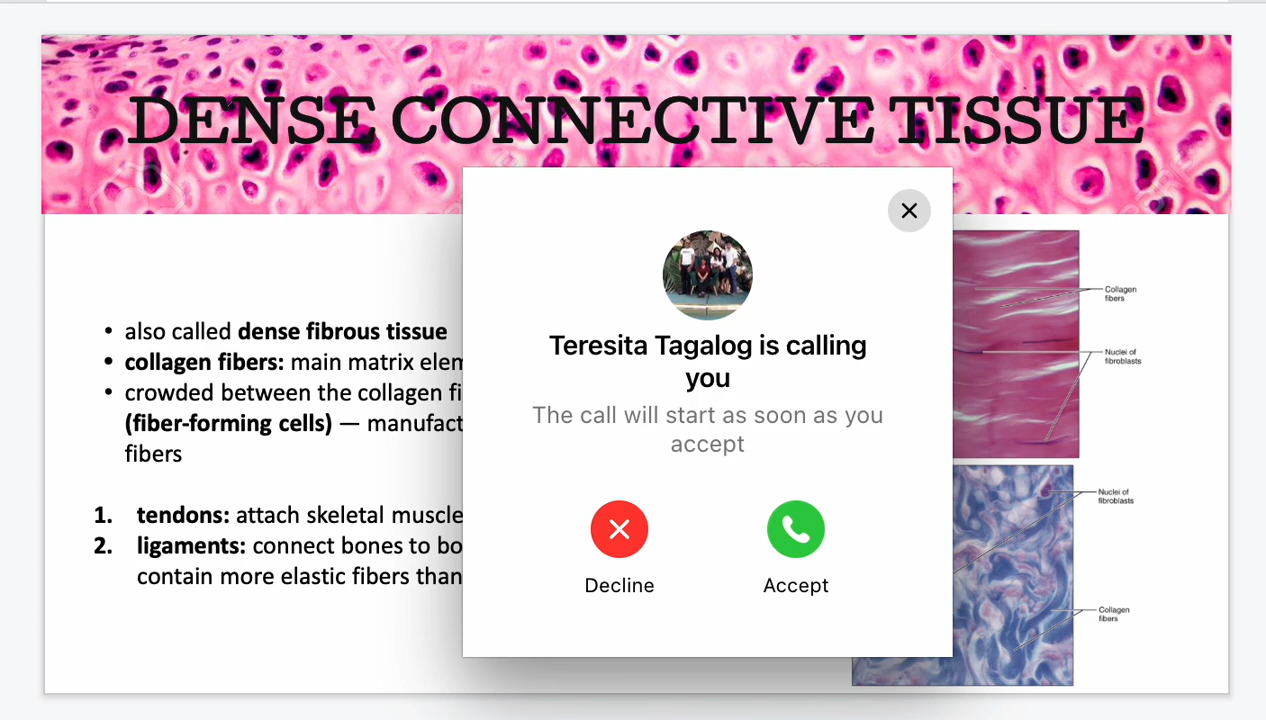 DENSE CONNECTIVE TISSUE
• also called dense fibrous tissue
• collagen fibers: main matrix elem
• crowded between the collagen fi
(fiber-forming cells) — manufact
fibers
1. tendons: attach skeletal muscle
2. ligaments: connect bones to bo
contain more elastic fibers than
Teresita Tagalog is calling
you
The call will start as soon as you
accept
Decline
Accept
Collagen
fibers
Nuclei of
fibroblasts
Nuclei of
fibroblasts
Collagen
fibers